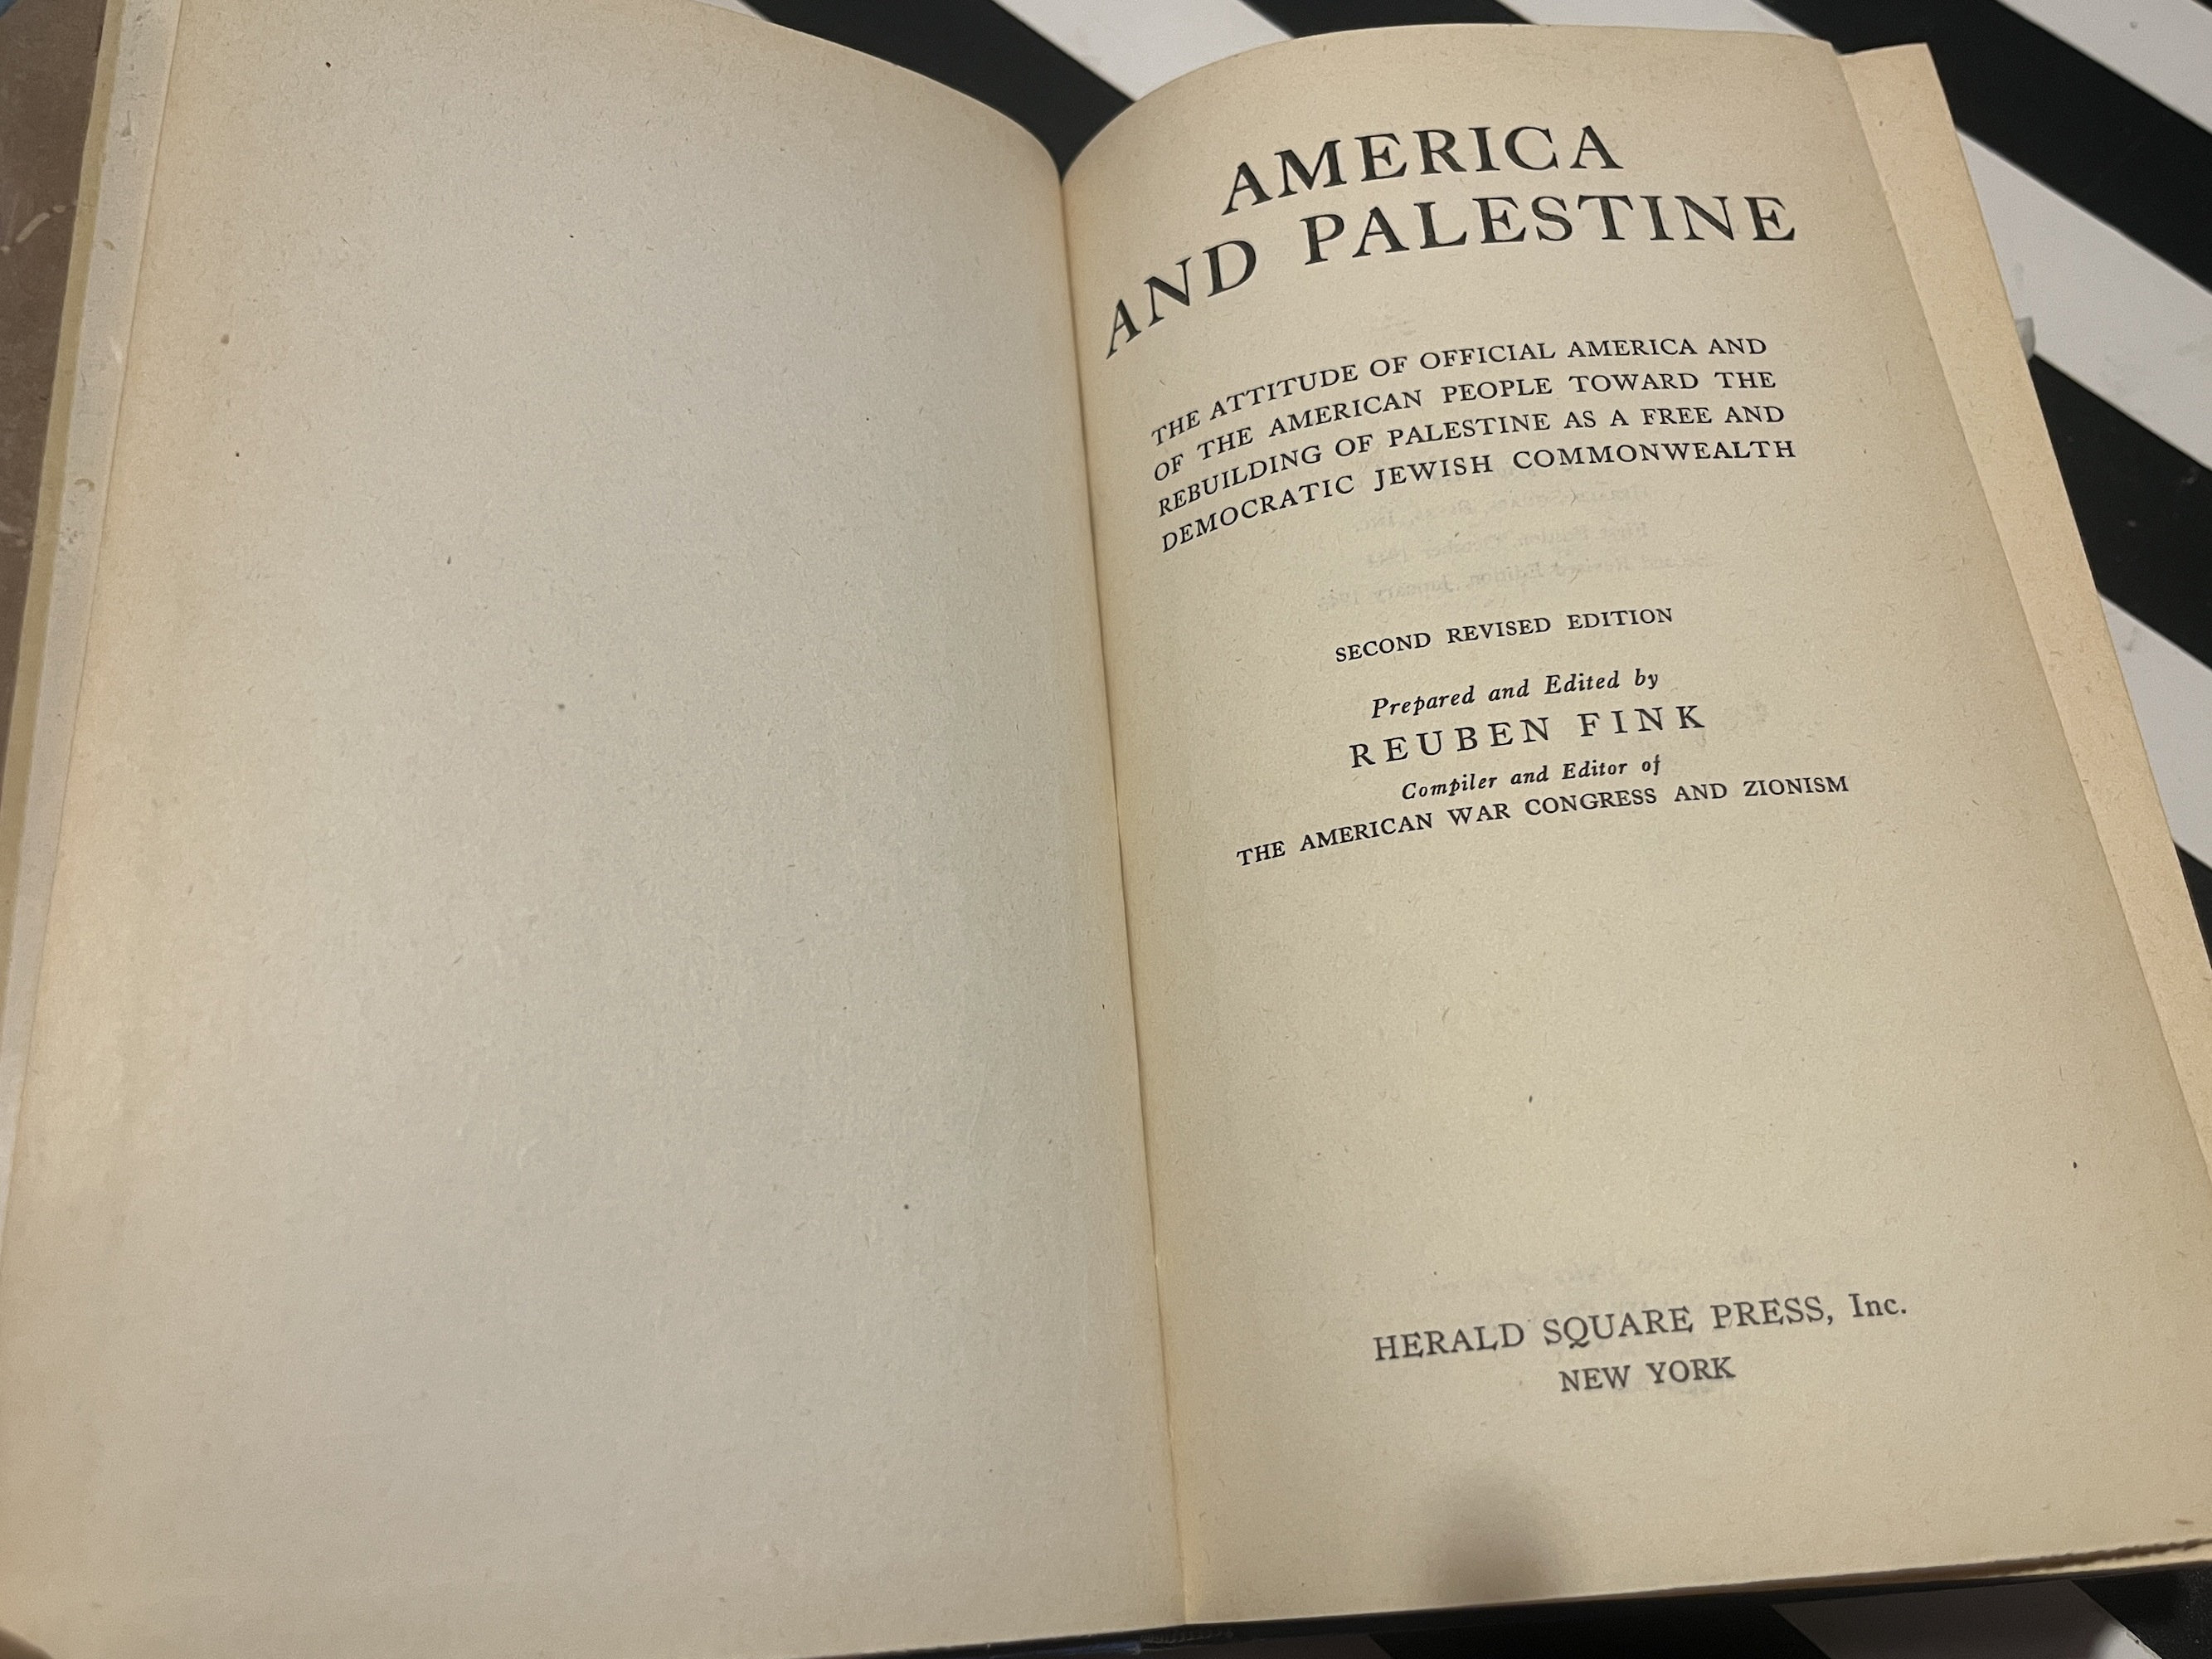 AMERICA
AND PALESTINE
THE ATTITUDE OF OFFICIAL AMERICA AND
OF THE AMERICAN PEOPLE TOWARD THE
REBUILDING OF PALESTINE AS A FREE AND
DEMOCRATIC JEWISH COMMONWEALTH
SECOND REVISED EDITION
Prepared and Edited by
REUBEN FINK
Compiler and Editor of
THE AMERICAN WAR CONGRESS AND ZIONISM
HERALD SQUARE PRESS, Inc.
NEW YORK